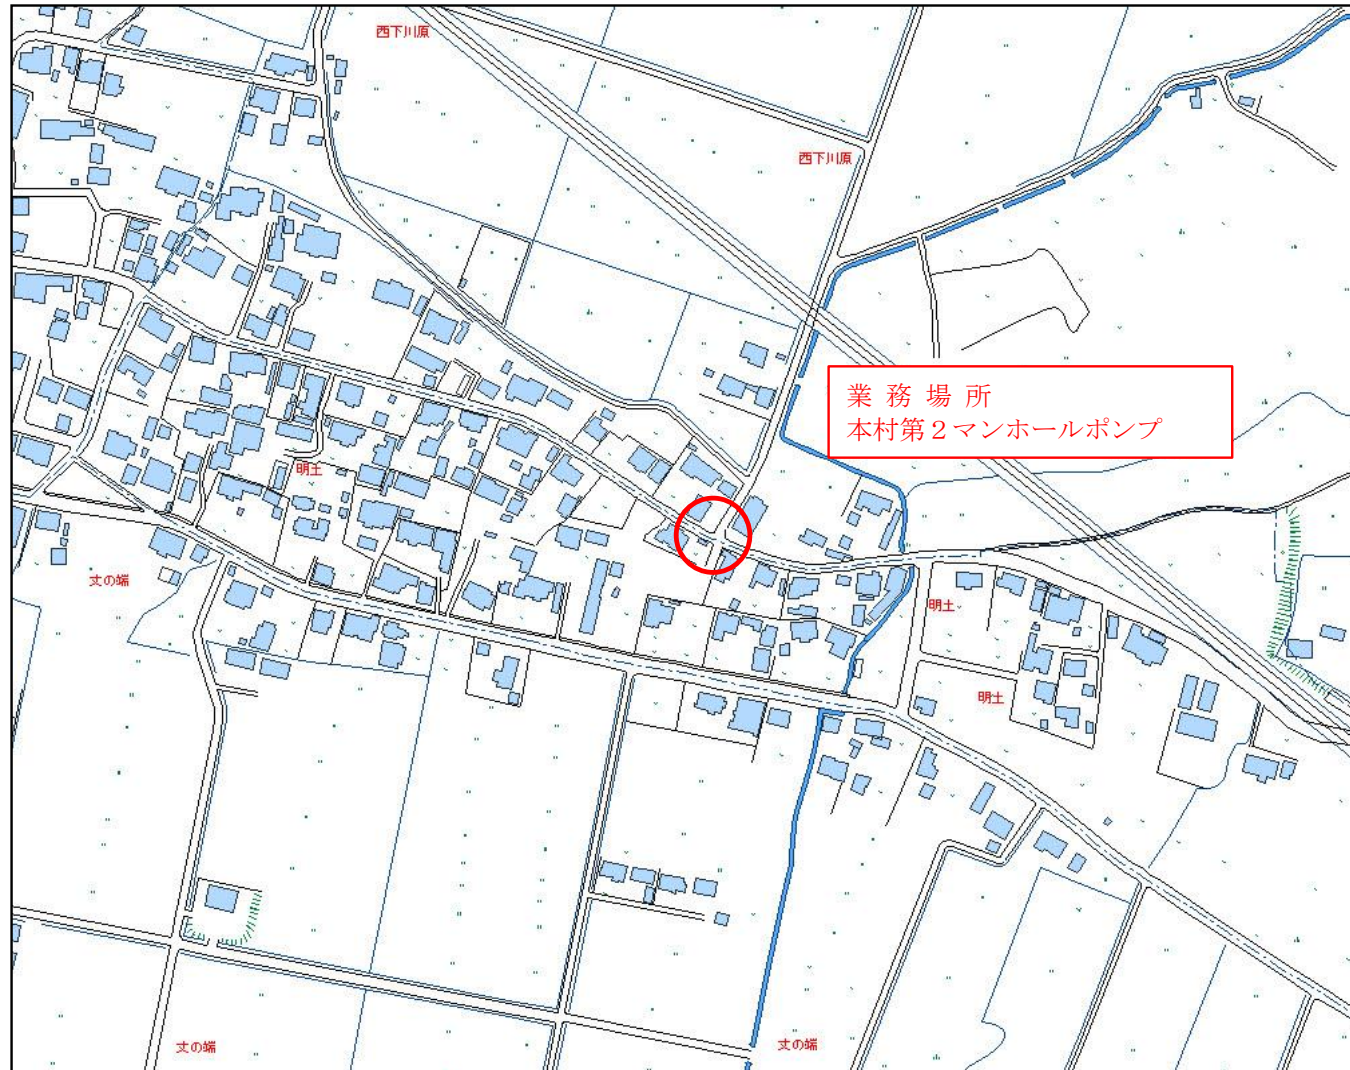 西下川原
西下川原
業務場所
本村第２マンホールポンプ
明土
丈の端
明土
明土
丈の端
丈の端